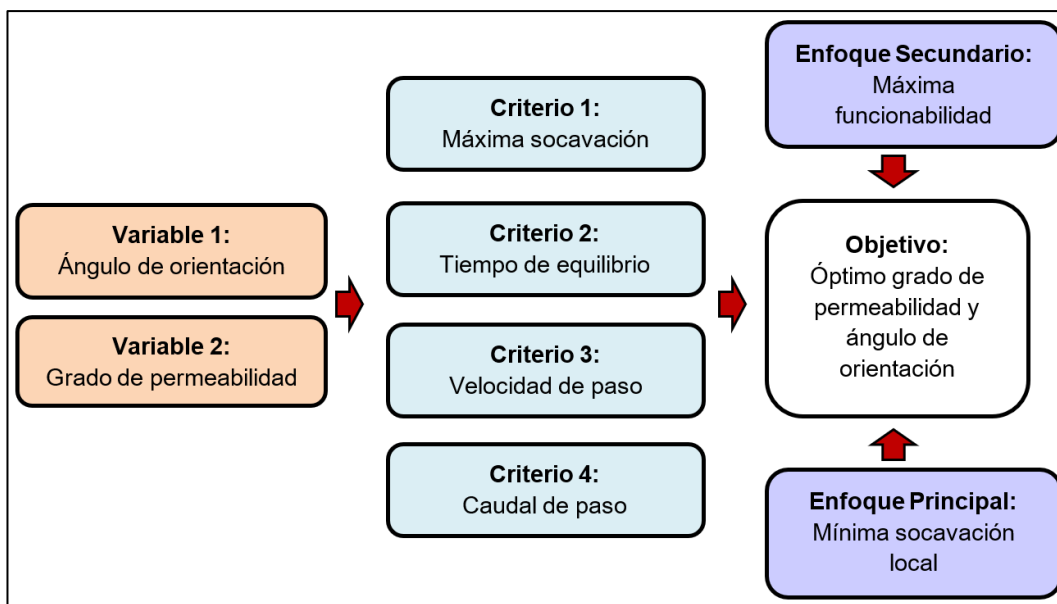 Variable 1:
Ángulo de orientación
Variable 2:
Grado de permeabilidad
Criterio 1:
Máxima socavación
Criterio 2:
Tiempo de equilibrio
Criterio 3:
Velocidad de paso
Criterio 4:
Caudal de paso
Enfoque Secundario:
Máxima
funcionabilidad
Objetivo:
Óptimo grado de
permeabilidad y
ángulo de
orientación
Enfoque Principal:
Mínima socavación
local